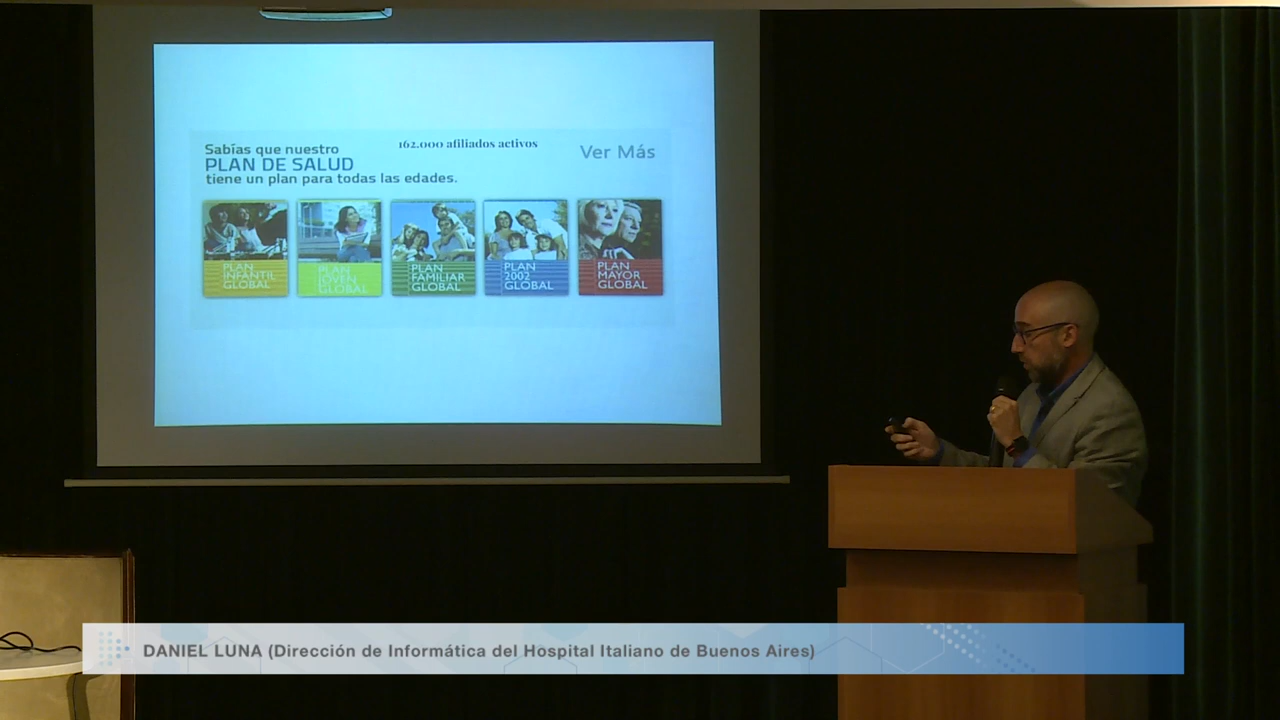 Sabías que nuestro
162.000 afiliados activos
Ver Más
PLAN DE SALUD
tiene un plan para todas las edades.
PLAN
INFANTIL
GLOBAL
PLAN
JOVEN
GLOBAL
PLAN
FAMILIAR
GLOBAL
PLAN
2002
GLOBAL
PLAN
MAYOR
GLOBAL
DANIEL LUNA (Dirección de Informática del Hospital Italiano de Buenos Aires)